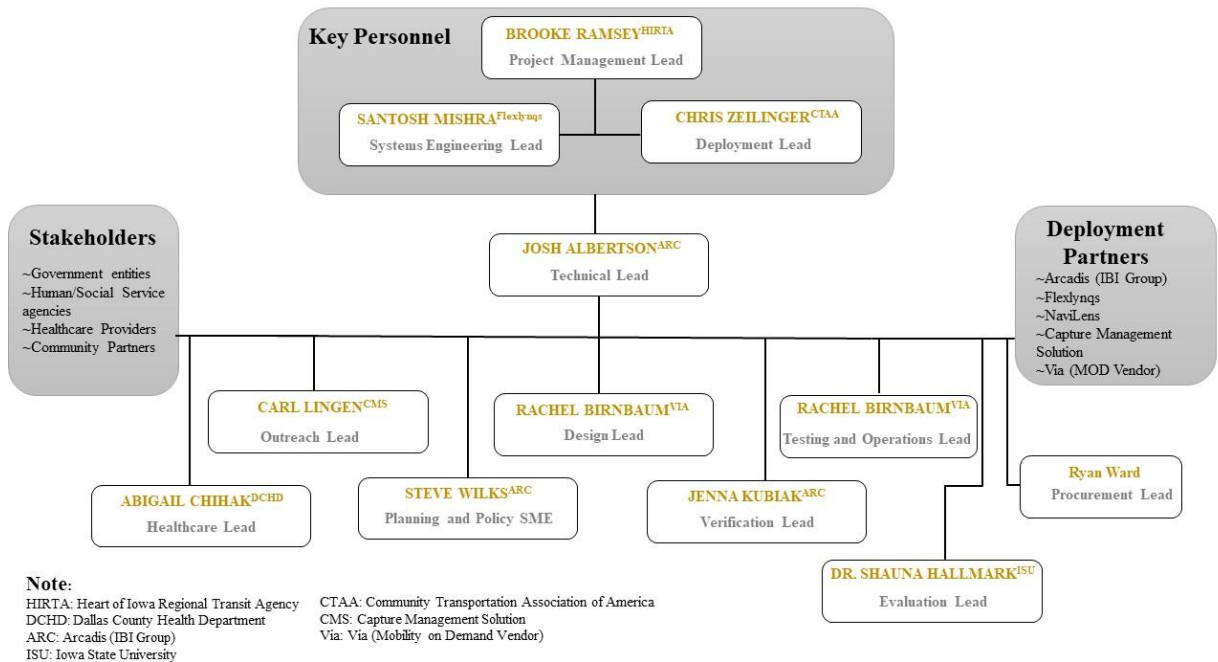 Key Personnel
BROOKE RAMSEYHIRTA
Project Management Lead
SANTOSH MISHRAFlexlynqs
Systems Engineering Lead
CHRIS ZEILINGERCTAA
Deployment Lead
JOSH ALBERTSONARC
Technical Lead
Stakeholders
~Government entities
~Human/Social Service
agencies
~Healthcare Providers
~Community Partners
Deployment
Partners
~Arcadis (IBI Group)
~Flexlynqs
~NaviLens
~Capture Management
Solution
~Via (MOD Vendor)
CARL LINGENCMS
Outreach Lead
RACHEL BIRNBAUMVIA
Design Lead
RACHEL BIRNBAUMVIA
Testing and Operations Lead
ABIGAIL CHIHAKDCHD
Healthcare Lead
STEVE WILKSARC
Planning and Policy SME
JENNA KUBIAKARC
Verification Lead
Ryan Ward
Procurement Lead
DR. SHAUNA HALLMARKISU
Evaluation Lead
Note:
HIRTA: Heart of Iowa Regional Transit Agency
DCHD: Dallas County Health Department
ARC: Arcadis (IBI Group)
ISU: Iowa State University
CTAA: Community Transportation Association of America
CMS: Capture Management Solution
Via: Via (Mobility on Demand Vendor)